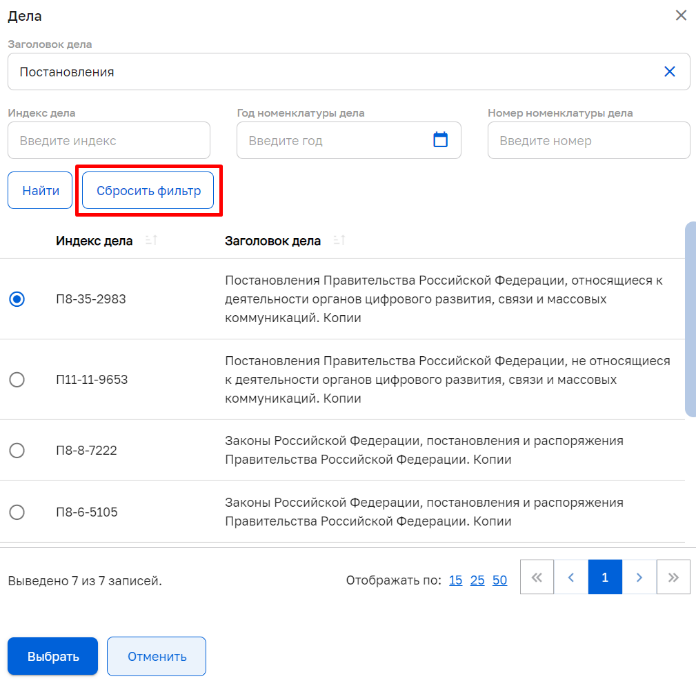 Дела
Заголовок дела
Постановления
Индекс дела
Год номенклатуры дела
Номер номенклатуры дела
Введите индекс
Введите год
Введите номер
Найти
Сбросить фильтр
Индекс дела
Заголовок дела
П8-35-2983
Постановления Правительства Российской Федерации, относящиеся к
деятельности органов цифрового развития, связи и массовых
коммуникаций. Копии
П11-11-9653
Постановления Правительства Российской Федерации, не относящиеся
к деятельности органов цифрового развития, связи и массовых
коммуникаций. Копии
П8-8-7222
Законы Российской Федерации, постановления и распоряжения
Правительства Российской Федерации. Копии
П8-6-5105
Законы Российской Федерации, постановления и распоряжения
Правительства Российской Федерации. Копии
Выведено 7 из 7 записей.
Отображать по: 15 25 50
1
Выбрать
Отменить